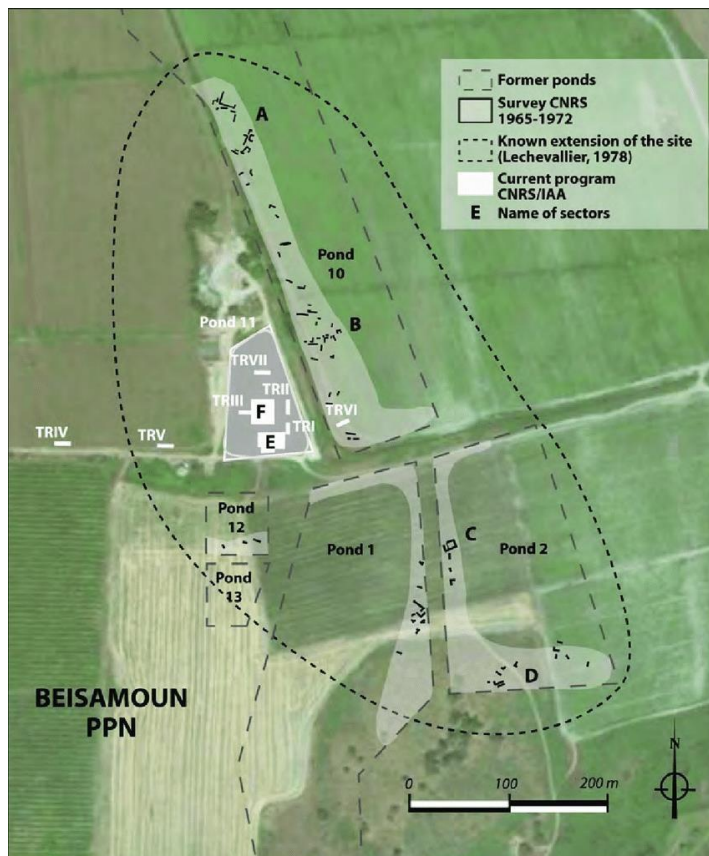 Former ponds
Survey CNRS
1965-1972
Known extension of the site
(Lechevallier, 1978)
Current program
CNRS/IAA
E Name of sectors
A
Pond
10
B
Pond 11
TRVII
TRII
TRIII
F
TRVI
TRI
E
TRIV
TRV
Pond
12
Pond 1
C
Pond 2
Pond
13
D
BEISAMOUN
PPN
N
0 100 200 m